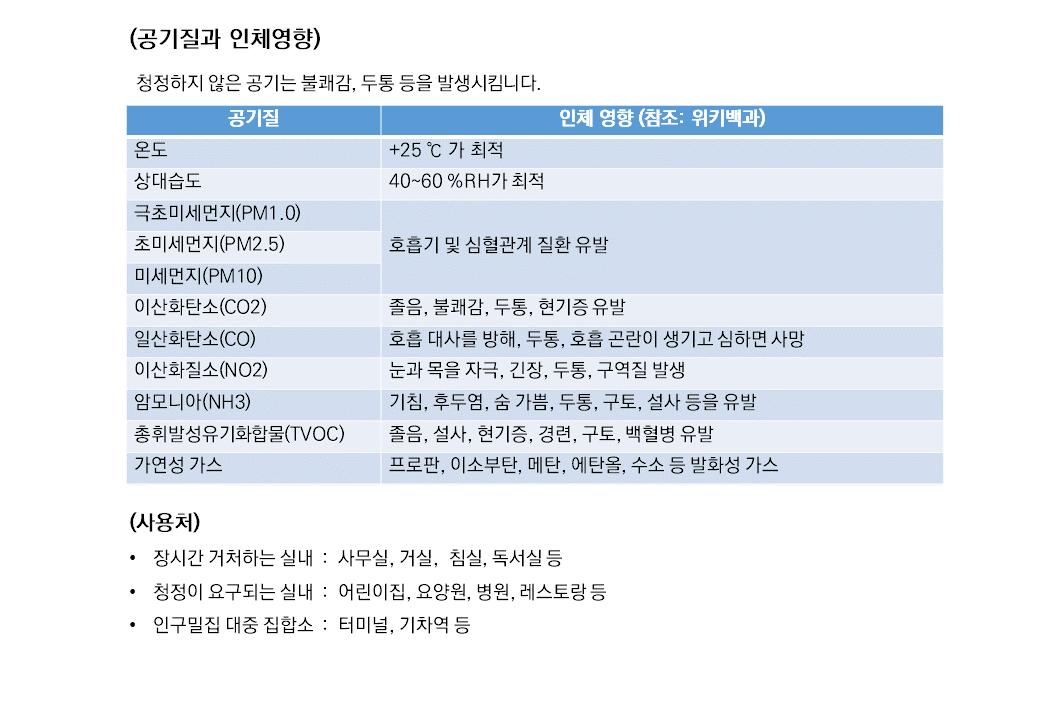 (공기질과 인체영향)
청정하지 않은 공기는 불쾌감, 두통 등을 발생시킵니다.
공기질 인체 영향 (참조: 위키백과)
온도 +25 ℃ 가 최적
상대습도 40~60 %RH가 최적
극초미세먼지(PM1.0)
초미세먼지(PM2.5) 호흡기 및 심혈관계 질환 유발
미세먼지(PM10)
이산화탄소(CO2) 졸음, 불쾌감, 두통, 현기증 유발
일산화탄소(CO) 호흡 대사를 방해, 두통, 호흡 곤란이 생기고 심하면 사망
이산화질소(NO2) 눈과 목을 자극, 긴장, 두통, 구역질 발생
암모니아(NH3) 기침, 후두염, 숨 가쁨, 두통, 구토, 설사 등을 유발
총휘발성유기화합물(TVOC) 졸음, 설사, 현기증, 경련, 구토, 백혈병 유발
가연성 가스 프로판, 이소부탄, 메탄, 에탄올, 수소 등 발화성 가스
(사용처)
• 장시간 거처하는 실내 : 사무실, 거실, 침실, 독서실 등
• 청정이 요구되는 실내 : 어린이집, 요양원, 병원, 레스토랑 등
• 인구밀집 대중 집합소 : 터미널, 기차역 등